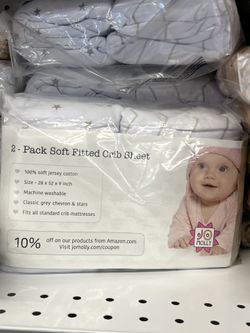 2 - Pack Soft Fitted Crib Sheet
100% soft jersey cotton
Size - 28 x 52 x 9 inch
Machine washable
Classic grey chevron & stars
Fits all standard crib mattresses
10% off on our products from Amazon.com
Visit jomolly.com/coupon
JO
MOLLY